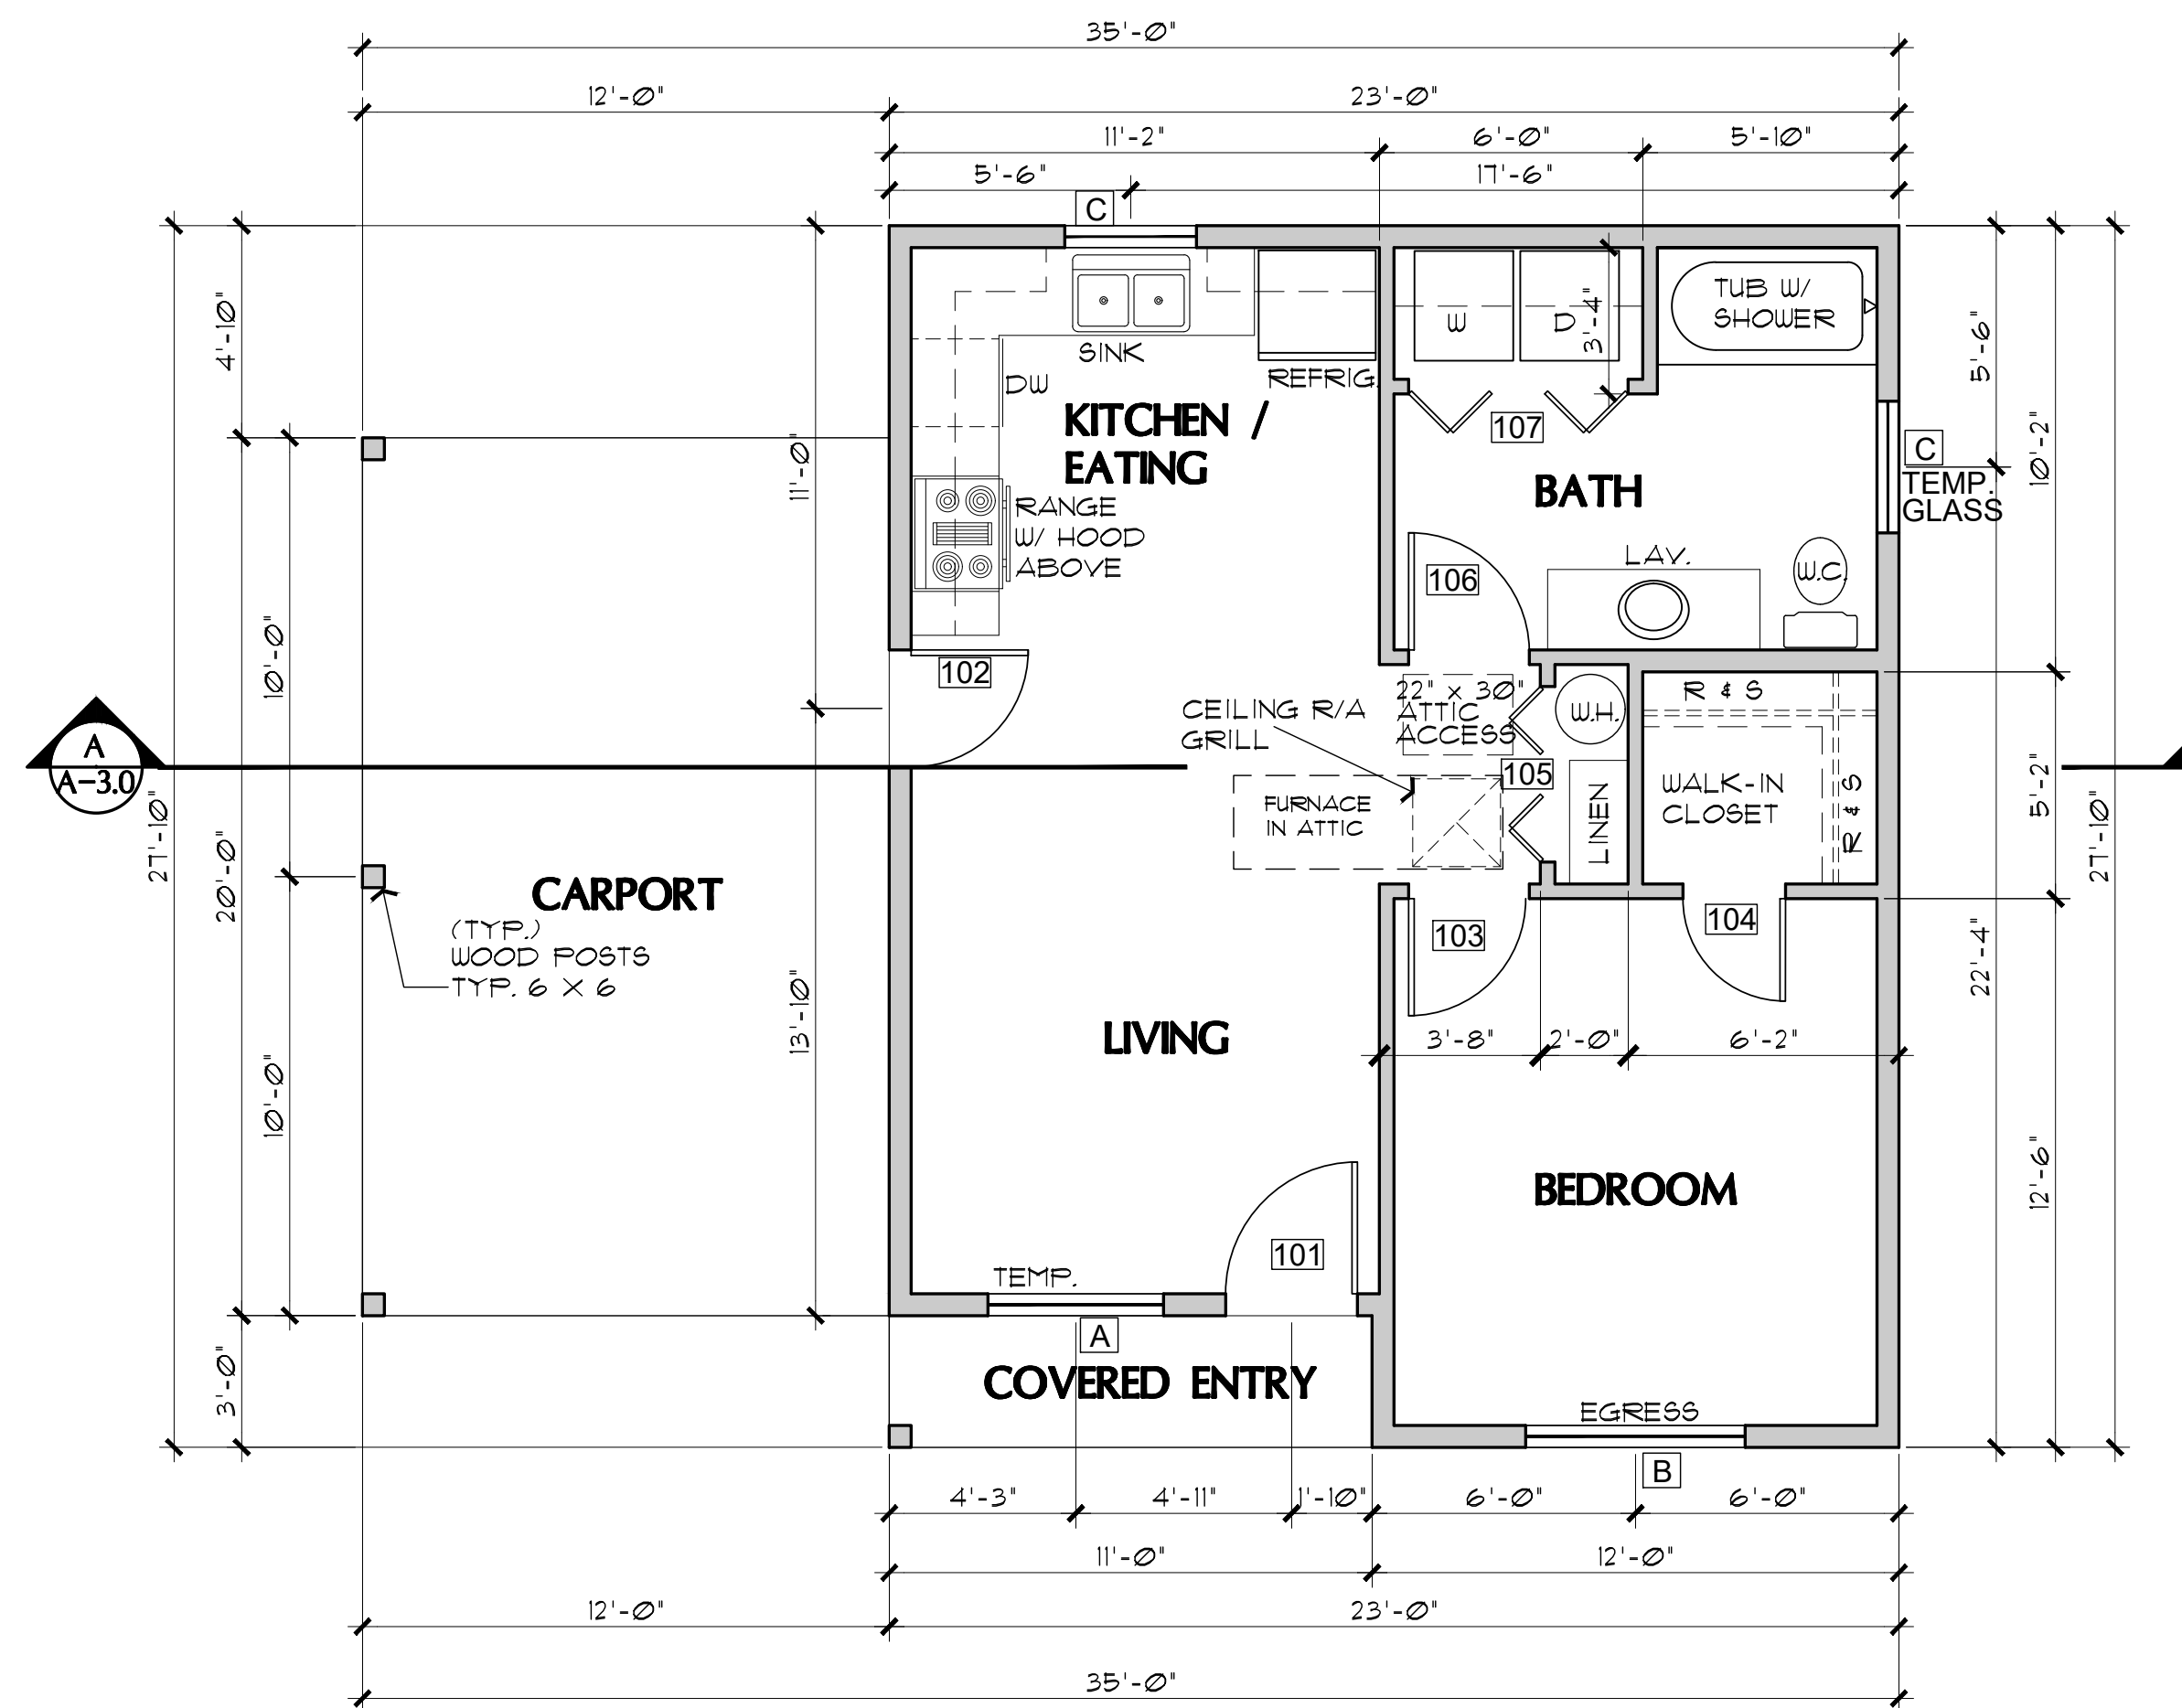 35'-0"
12'-0"
23'-0"
11'-2"
6'-0"
5'-10"
5'-6"
17'-6"
C
TUB W/
SHOWER
W
D
3'-4"
4'-10"
5'-6"
SINK
REFRIG.
DW
KITCHEN /
EATING
107
11'-0"
10'-2"
C
TEMP.
GLASS
BATH
RANGE
W/ HOOD
ABOVE
LAV.
W.C.
106
10'-0"
102
22" x 30"
ATTIC
ACCESS
R & S
W.H.
CEILING R/A
GRILL
A
A-3.0
105
WALK-IN
CLOSET
R & S
LINEN
FURNACE
IN ATTIC
27'-10"
20'-0"
5'-2"
27'-10"
CARPORT
(TYP.)
WOOD POSTS
TYP. 6 X 6
103
104
22'-4"
13'-10"
LIVING
3'-8"
2'-0"
6'-2"
10'-0"
12'-6"
BEDROOM
101
TEMP.
A
COVERED ENTRY
3'-0"
EGRESS
B
4'-3"
4'-11"
1'-10"
6'-0"
6'-0"
11'-0"
12'-0"
12'-0"
23'-0"
35'-0"